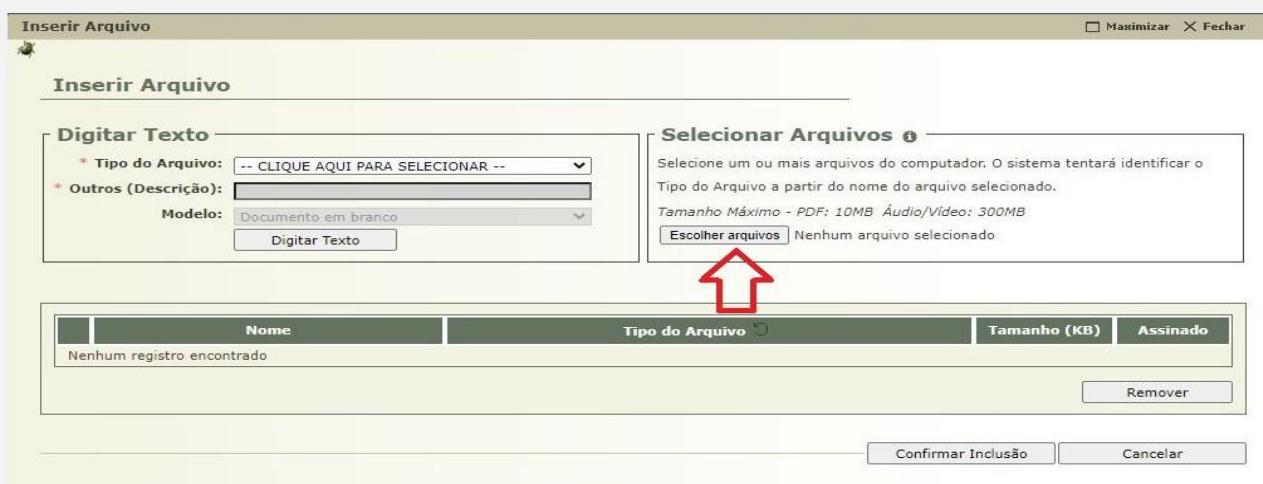 Inserir Arquivo
Maximizar Fechar
Inserir Arquivo
Digitar Texto
* Tipo do Arquivo: -- CLIQUE AQUI PARA SELECIONAR --
* Outros (Descrição):
Modelo: Documento em branco
Digitar Texto
Selecionar Arquivos
Selecione um ou mais arquivos do computador. O sistema tentará identificar o
Tipo do Arquivo a partir do nome do arquivo selecionado.
Tamanho Máximo - PDF: 10MB Áudio/Vídeo: 300MB
Escolher arquivos Nenhum arquivo selecionado
Nome Tipo do Arquivo Tamanho (KB) Assinado
Nenhum registro encontrado
Remover
Confirmar Inclusão Cancelar